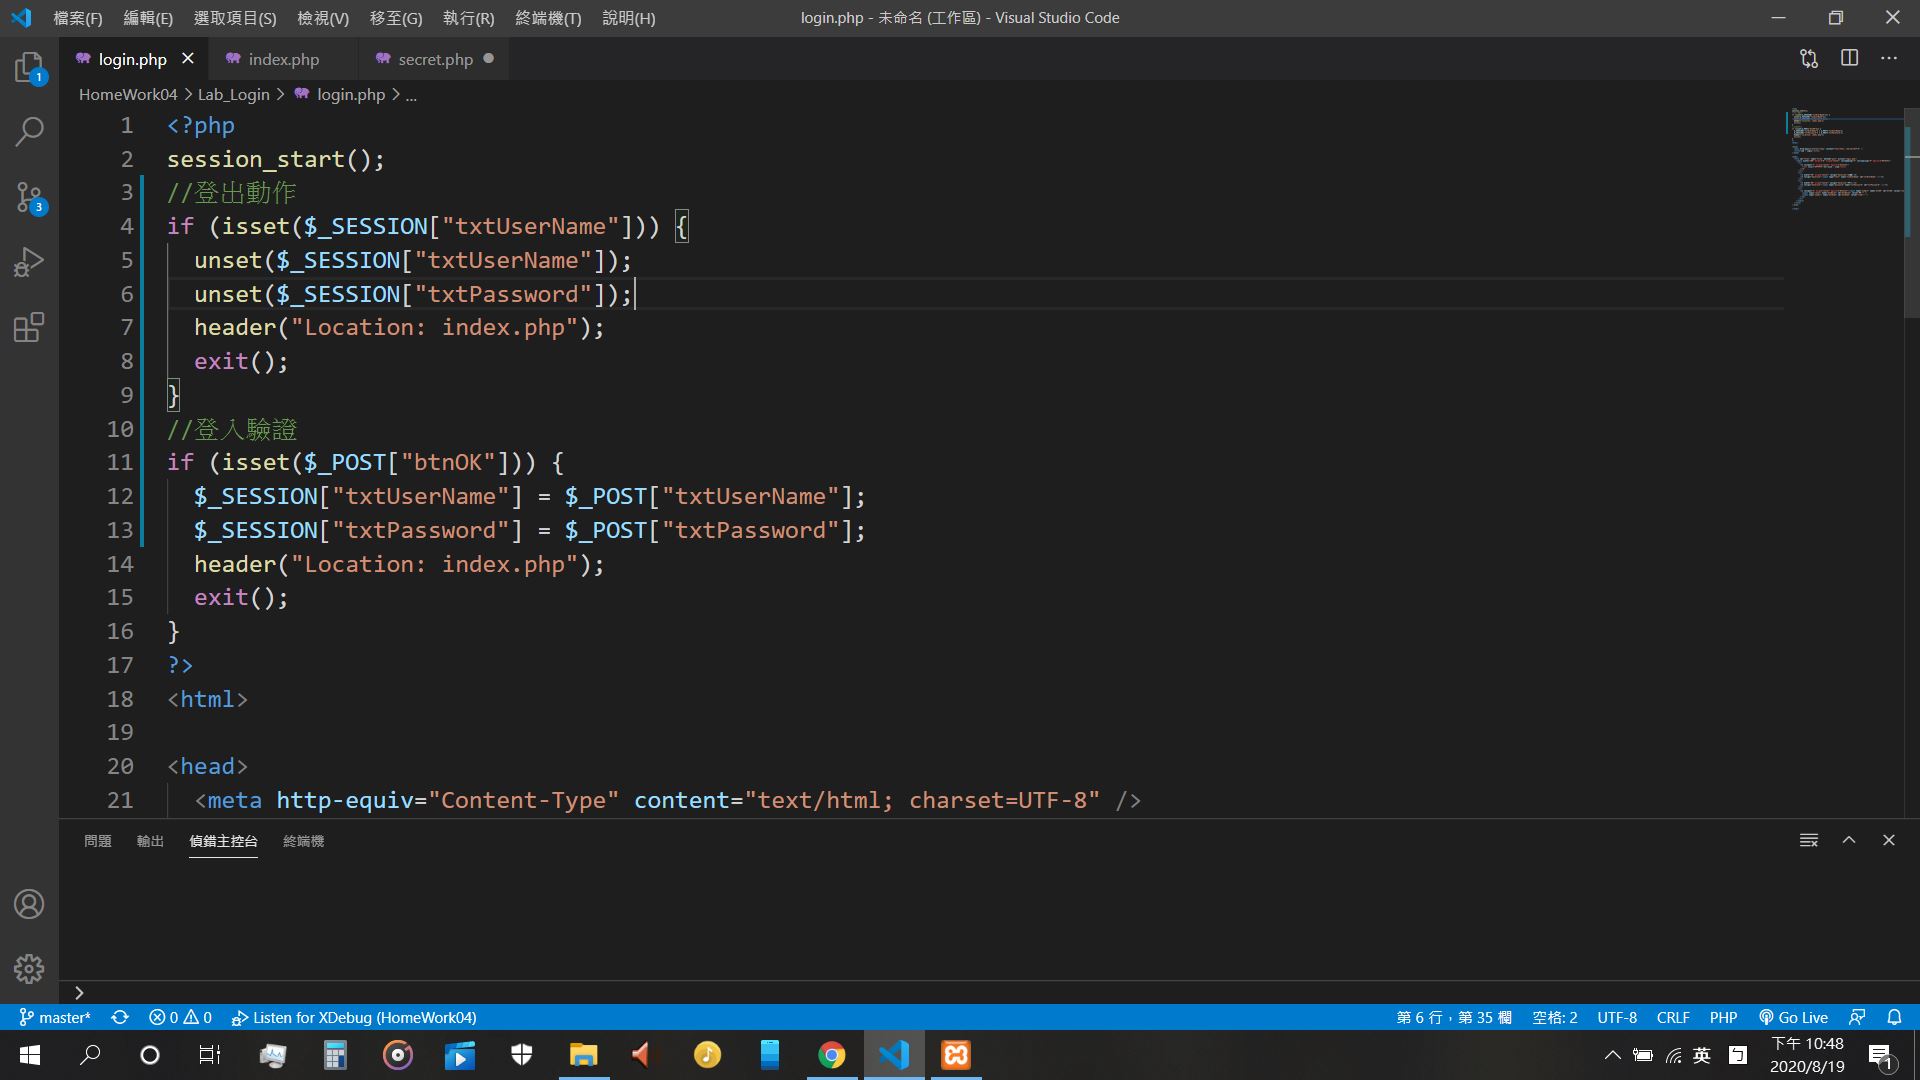 檔案(F) 編輯(E) 選取項目(S) 檢視(V) 移至(G) 執行(R) 終端機(T) 說明(H) login.php - 未命名 (工作區) - Visual Studio Code
login.php index.php secret.php
HomeWork04 > Lab_Login > login.php > ...
1 <?php
2 session_start();
3 //登出動作
4 if (isset($_SESSION["txtUserName"])) {
5 unset($_SESSION["txtUserName"]);
6 unset($_SESSION["txtPassword"]);
7 header("Location: index.php");
8 exit();
9 }
10 //登入驗證
11 if (isset($_POST["btnOK"])) {
12 $_SESSION["txtUserName"] = $_POST["txtUserName"];
13 $_SESSION["txtPassword"] = $_POST["txtPassword"];
14 header("Location: index.php");
15 exit();
16 }
17 ?>
18 <html>
19
20 <head>
21 <meta http-equiv="Content-Type" content="text/html; charset=UTF-8" />
1
3
問題 輸出 偵錯主控台 終端機
master* 0 0 Listen for XDebug (HomeWork04) 第 6 行，第 35 欄 空格: 2 UTF-8 CRLF PHP Go Live
英 下午 10:48
2020/8/19
1